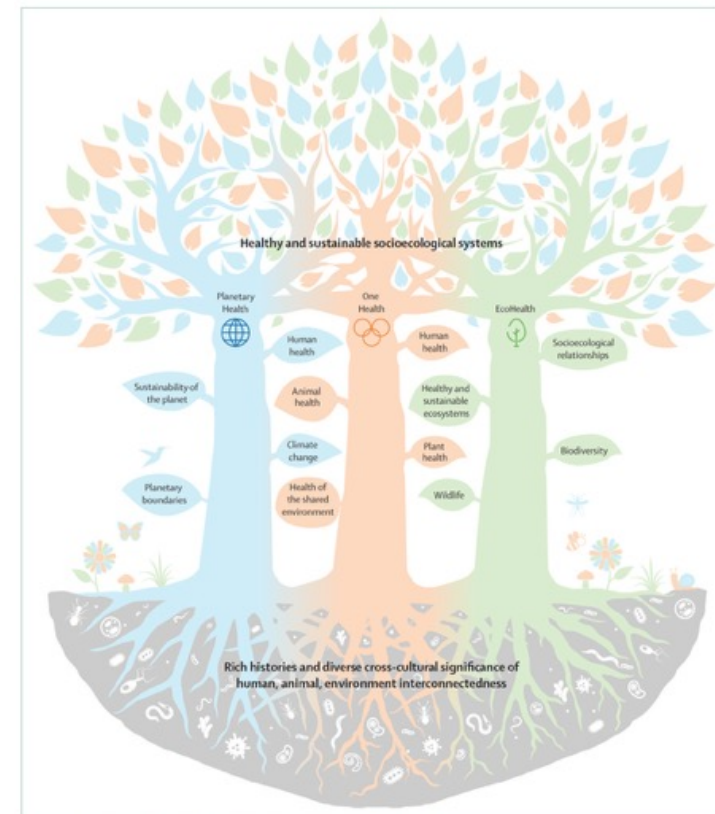 Healthy and sustainable socioecological systems
Planetary
Health
One
Health
EcoHealth
Human
health
Human
health
Socioecological
relationships
Sustainability of
the planet
Animal
health
Healthy and
sustainable
ecosystems
Climate
change
Plant
health
Biodiversity
Planetary
boundaries
Health of
the shared
environment
Wildlife
Rich histories and diverse cross-cultural significance of
human, animal, environment interconnectedness